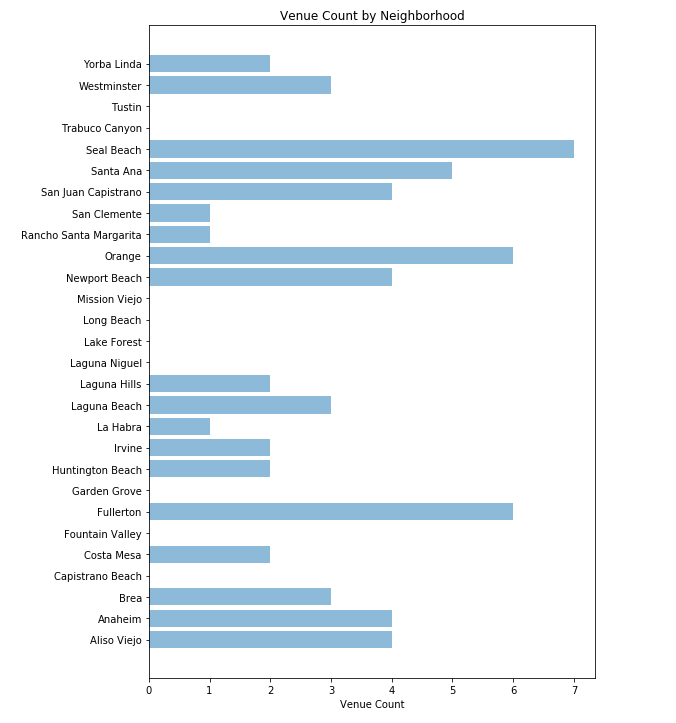 Venue Count by Neighborhood
Yorba Linda
Westminster
Tustin
Trabuco Canyon
Seal Beach
Santa Ana
San Juan Capistrano
San Clemente
Rancho Santa Margarita
Orange
Newport Beach
Mission Viejo
Long Beach
Lake Forest
Laguna Niguel
Laguna Hills
Laguna Beach
La Habra
Irvine
Huntington Beach
Garden Grove
Fullerton
Fountain Valley
Costa Mesa
Capistrano Beach
Brea
Anaheim
Aliso Viejo
0 1 2 3 4 5 6 7
Venue Count